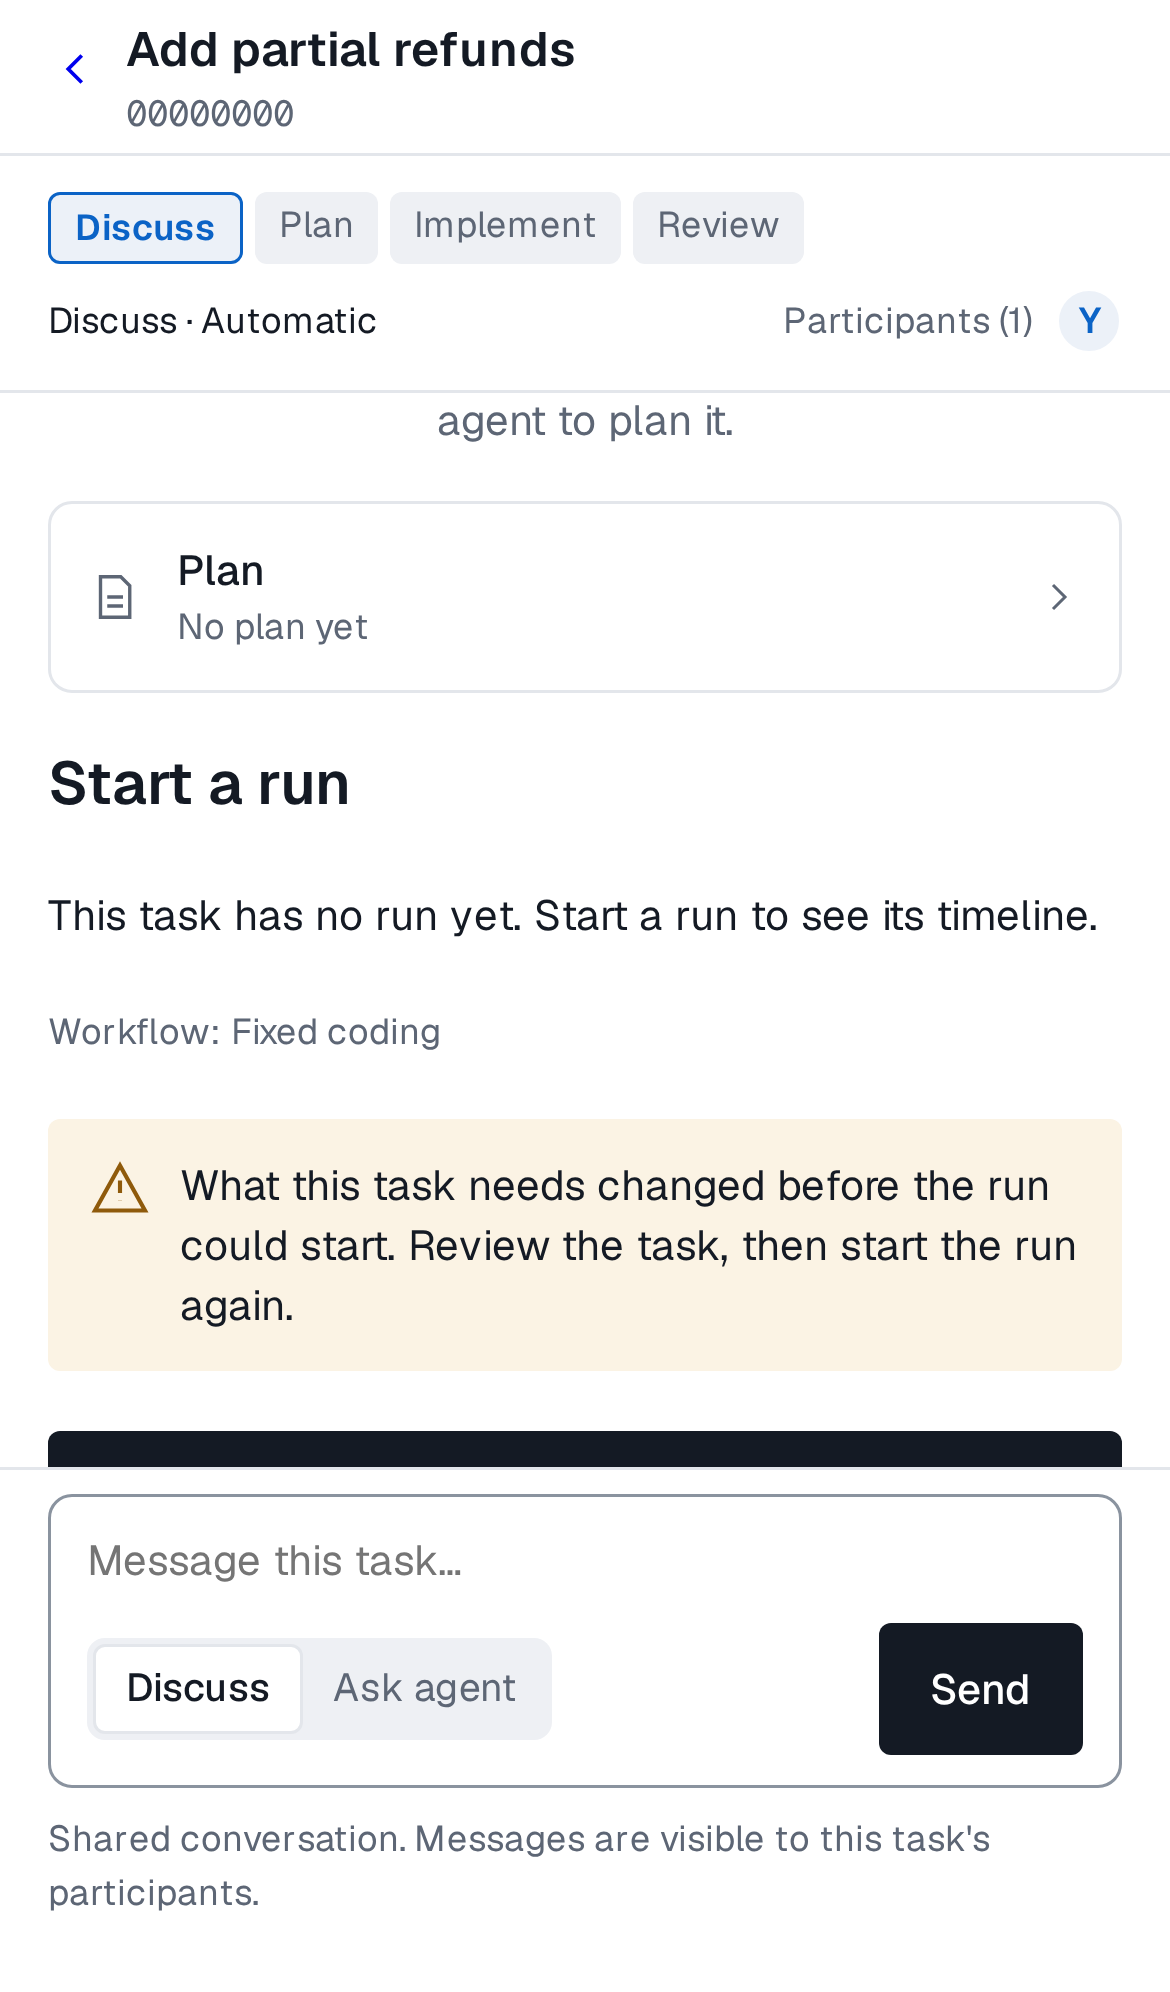 Add partial refunds
00000000
Discuss
Plan
Implement
Review
Discuss · Automatic
Participants (1)
Y
agent to plan it.
Plan
No plan yet
Start a run
This task has no run yet. Start a run to see its timeline.
Workflow: Fixed coding
What this task needs changed before the run
could start. Review the task, then start the run
again.
Message this task…
Discuss
Ask agent
Send
Shared conversation. Messages are visible to this task's
participants.